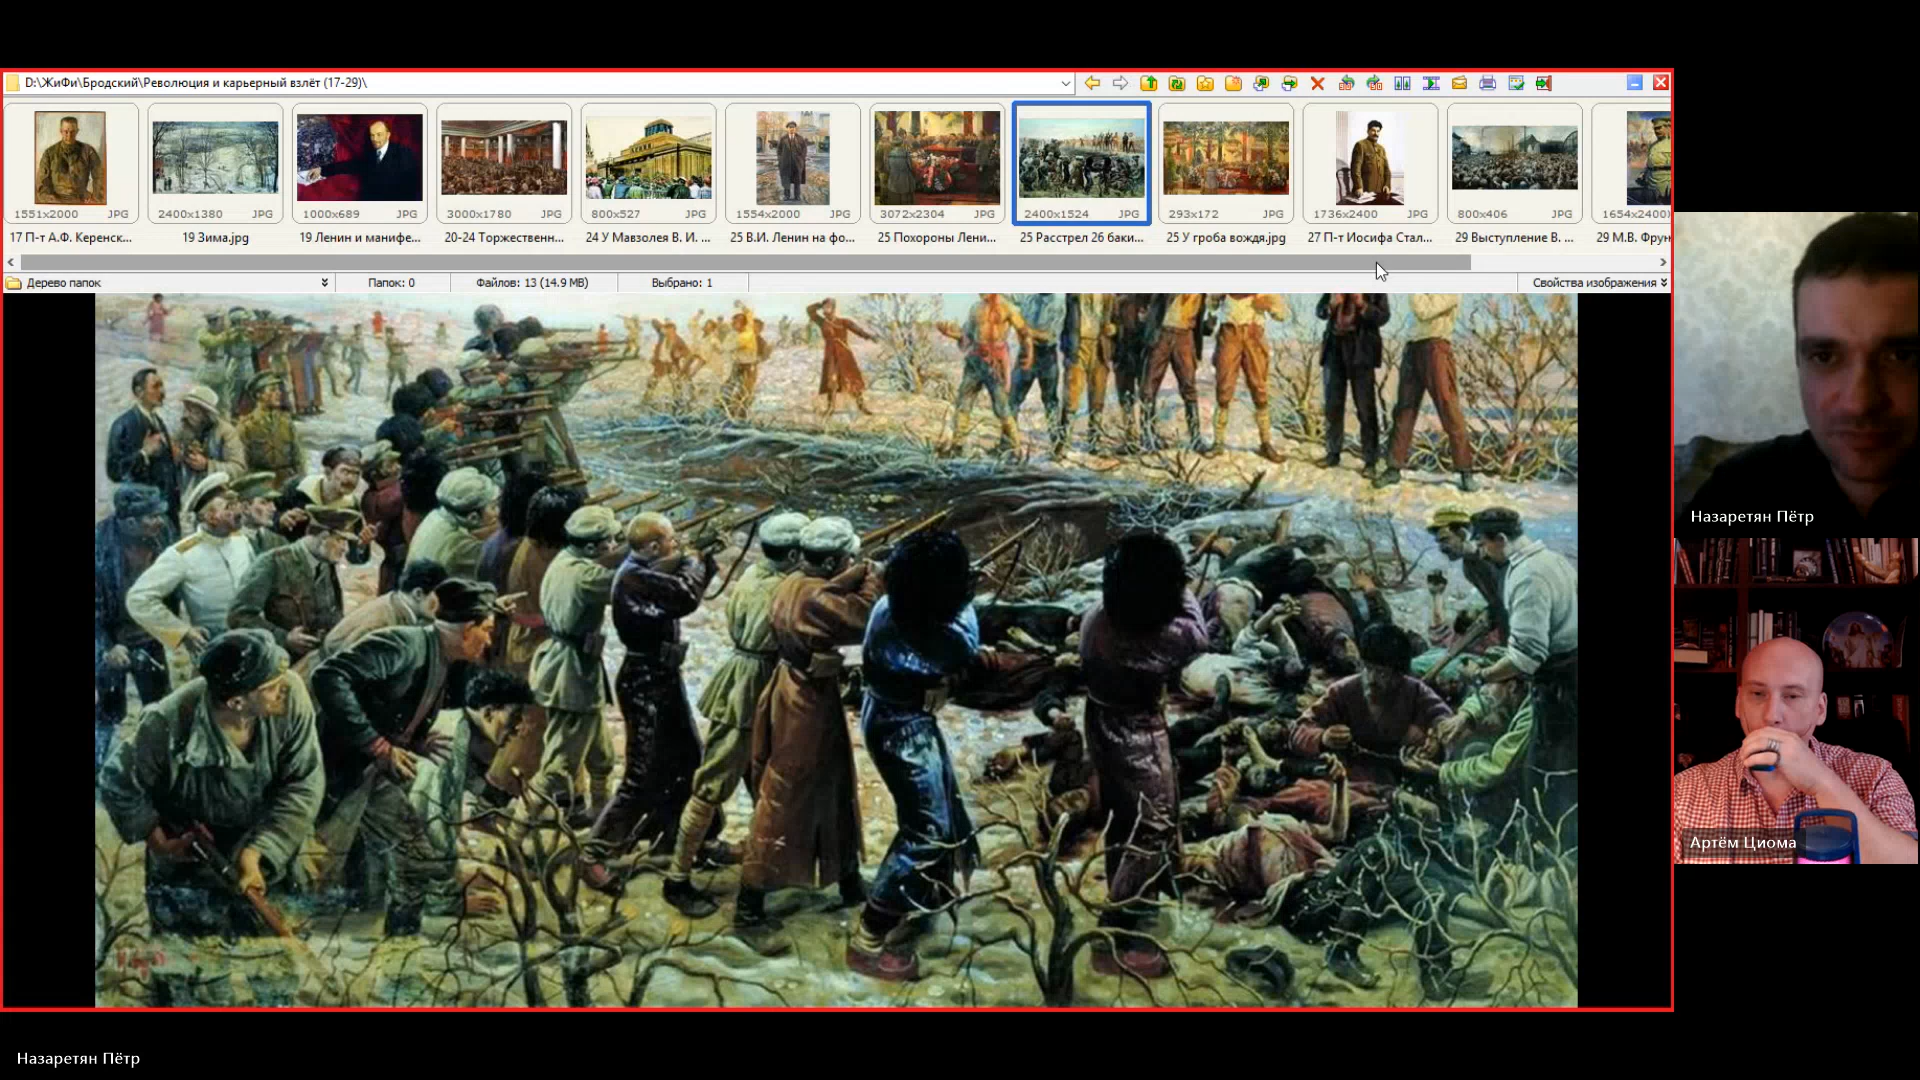 D:\ЖиФи\Бродский\Революция и карьерный взлёт (17-29)\
1551x2000 JPG
2400x1380 JPG
1000x689 JPG
3000x1780 JPG
800x527 JPG
1554x2000 JPG
3072x2304 JPG
2400x1524 JPG
293x172 JPG
1736x2400 JPG
800x406 JPG
1654x2400
17 П-т А.Ф. Керенск...
19 Зима.jpg
19 Ленин и манифе...
20-24 Торжественн...
24 У Мавзолея В. И. ...
25 В.И. Ленин на фо...
25 Похороны Лени...
25 Расстрел 26 баки...
25 У гроба вождя.jpg
27 П-т Иосифа Стал...
29 Выступление В. ...
29 М.В. Фрун
Дерево папок
Папок: 0
Файлов: 13 (14.9 MB)
Выбрано: 1
Свойства изображения
Назаретян Пётр
Артём Циома
Назаретян Пётр